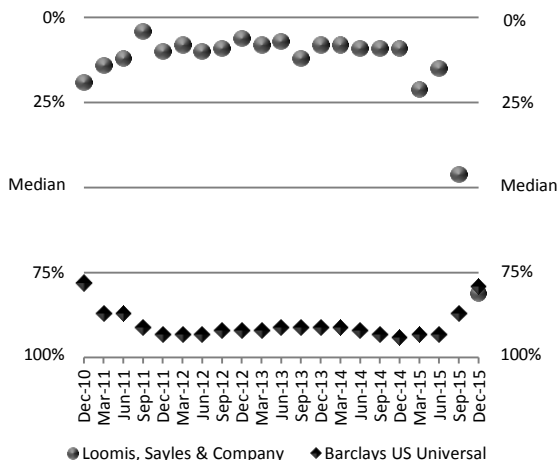 0% 0%
25% 25%
Median Median
75% 75%
100% 100%
Dec-10
Mar-11
Jun-11
Sep-11
Dec-11
Mar-12
Jun-12
Sep-12
Dec-12
Mar-13
Jun-13
Sep-13
Dec-13
Mar-14
Jun-14
Sep-14
Dec-14
Mar-15
Jun-15
Sep-15
Dec-15
Loomis, Sayles & Company Barclays US Universal